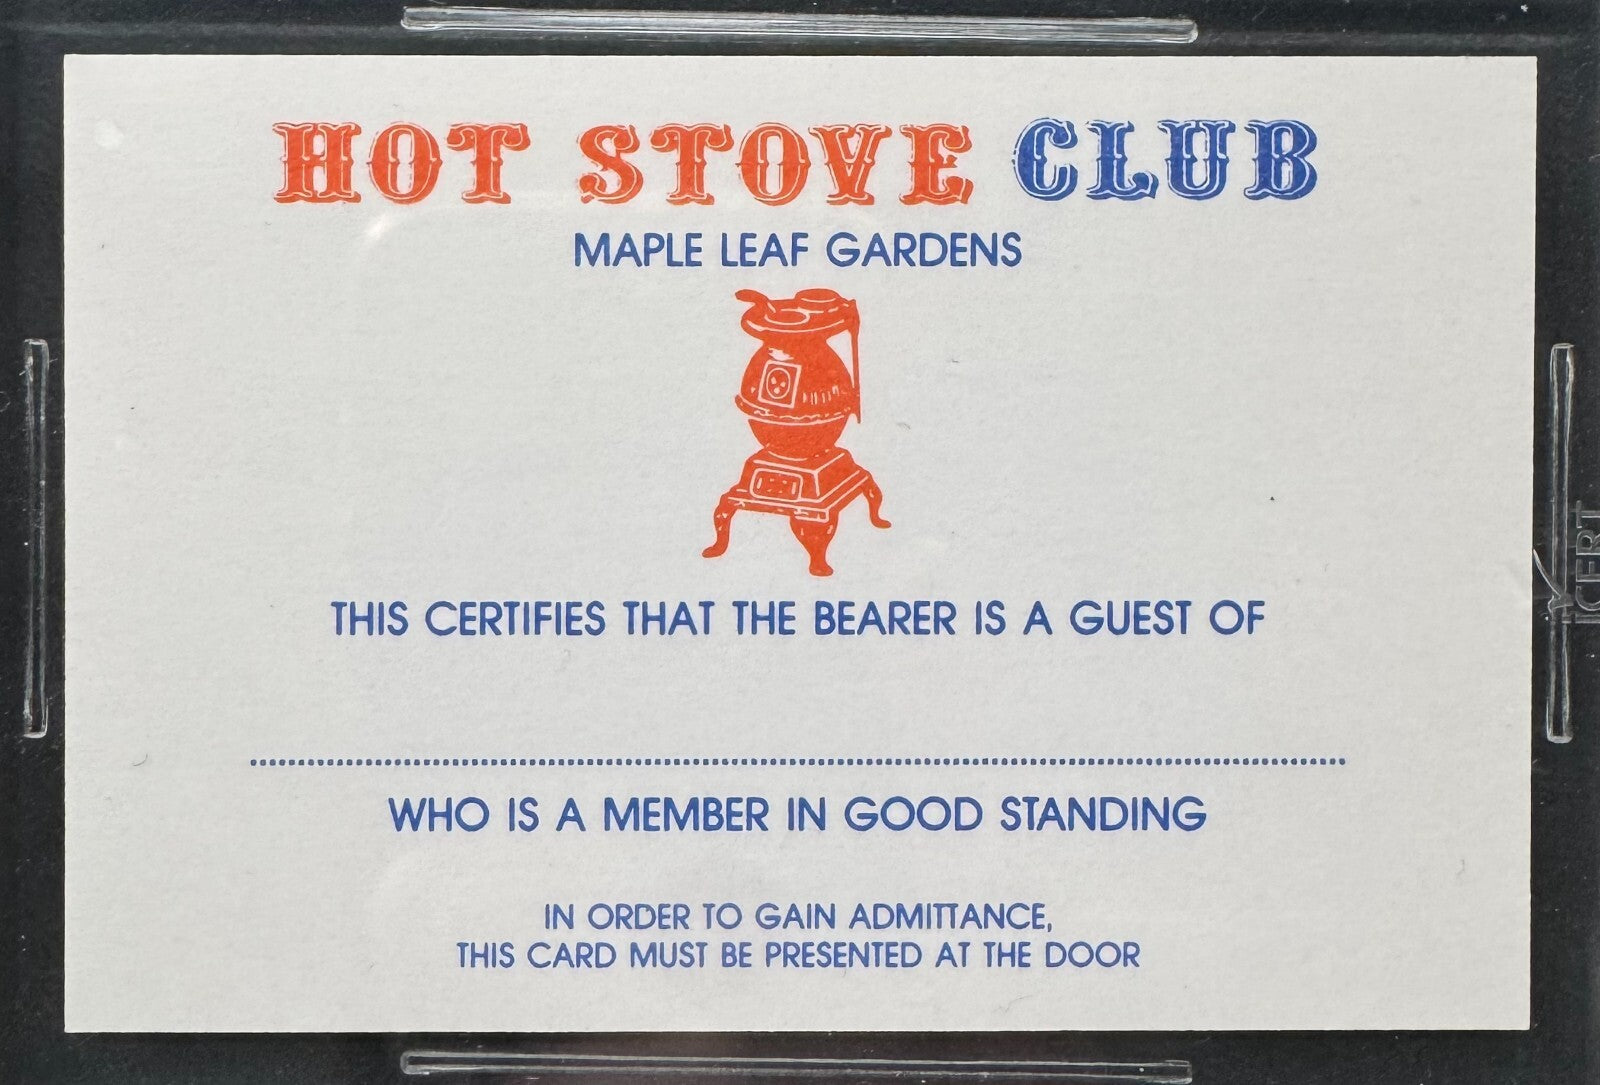 HOT STOVE CLUB
MAPLE LEAF GARDENS
THIS CERTIFIES THAT THE BEARER IS A GUEST OF
WHO IS A MEMBER IN GOOD STANDING
IN ORDER TO GAIN ADMITTANCE,
THIS CARD MUST BE PRESENTED AT THE DOOR